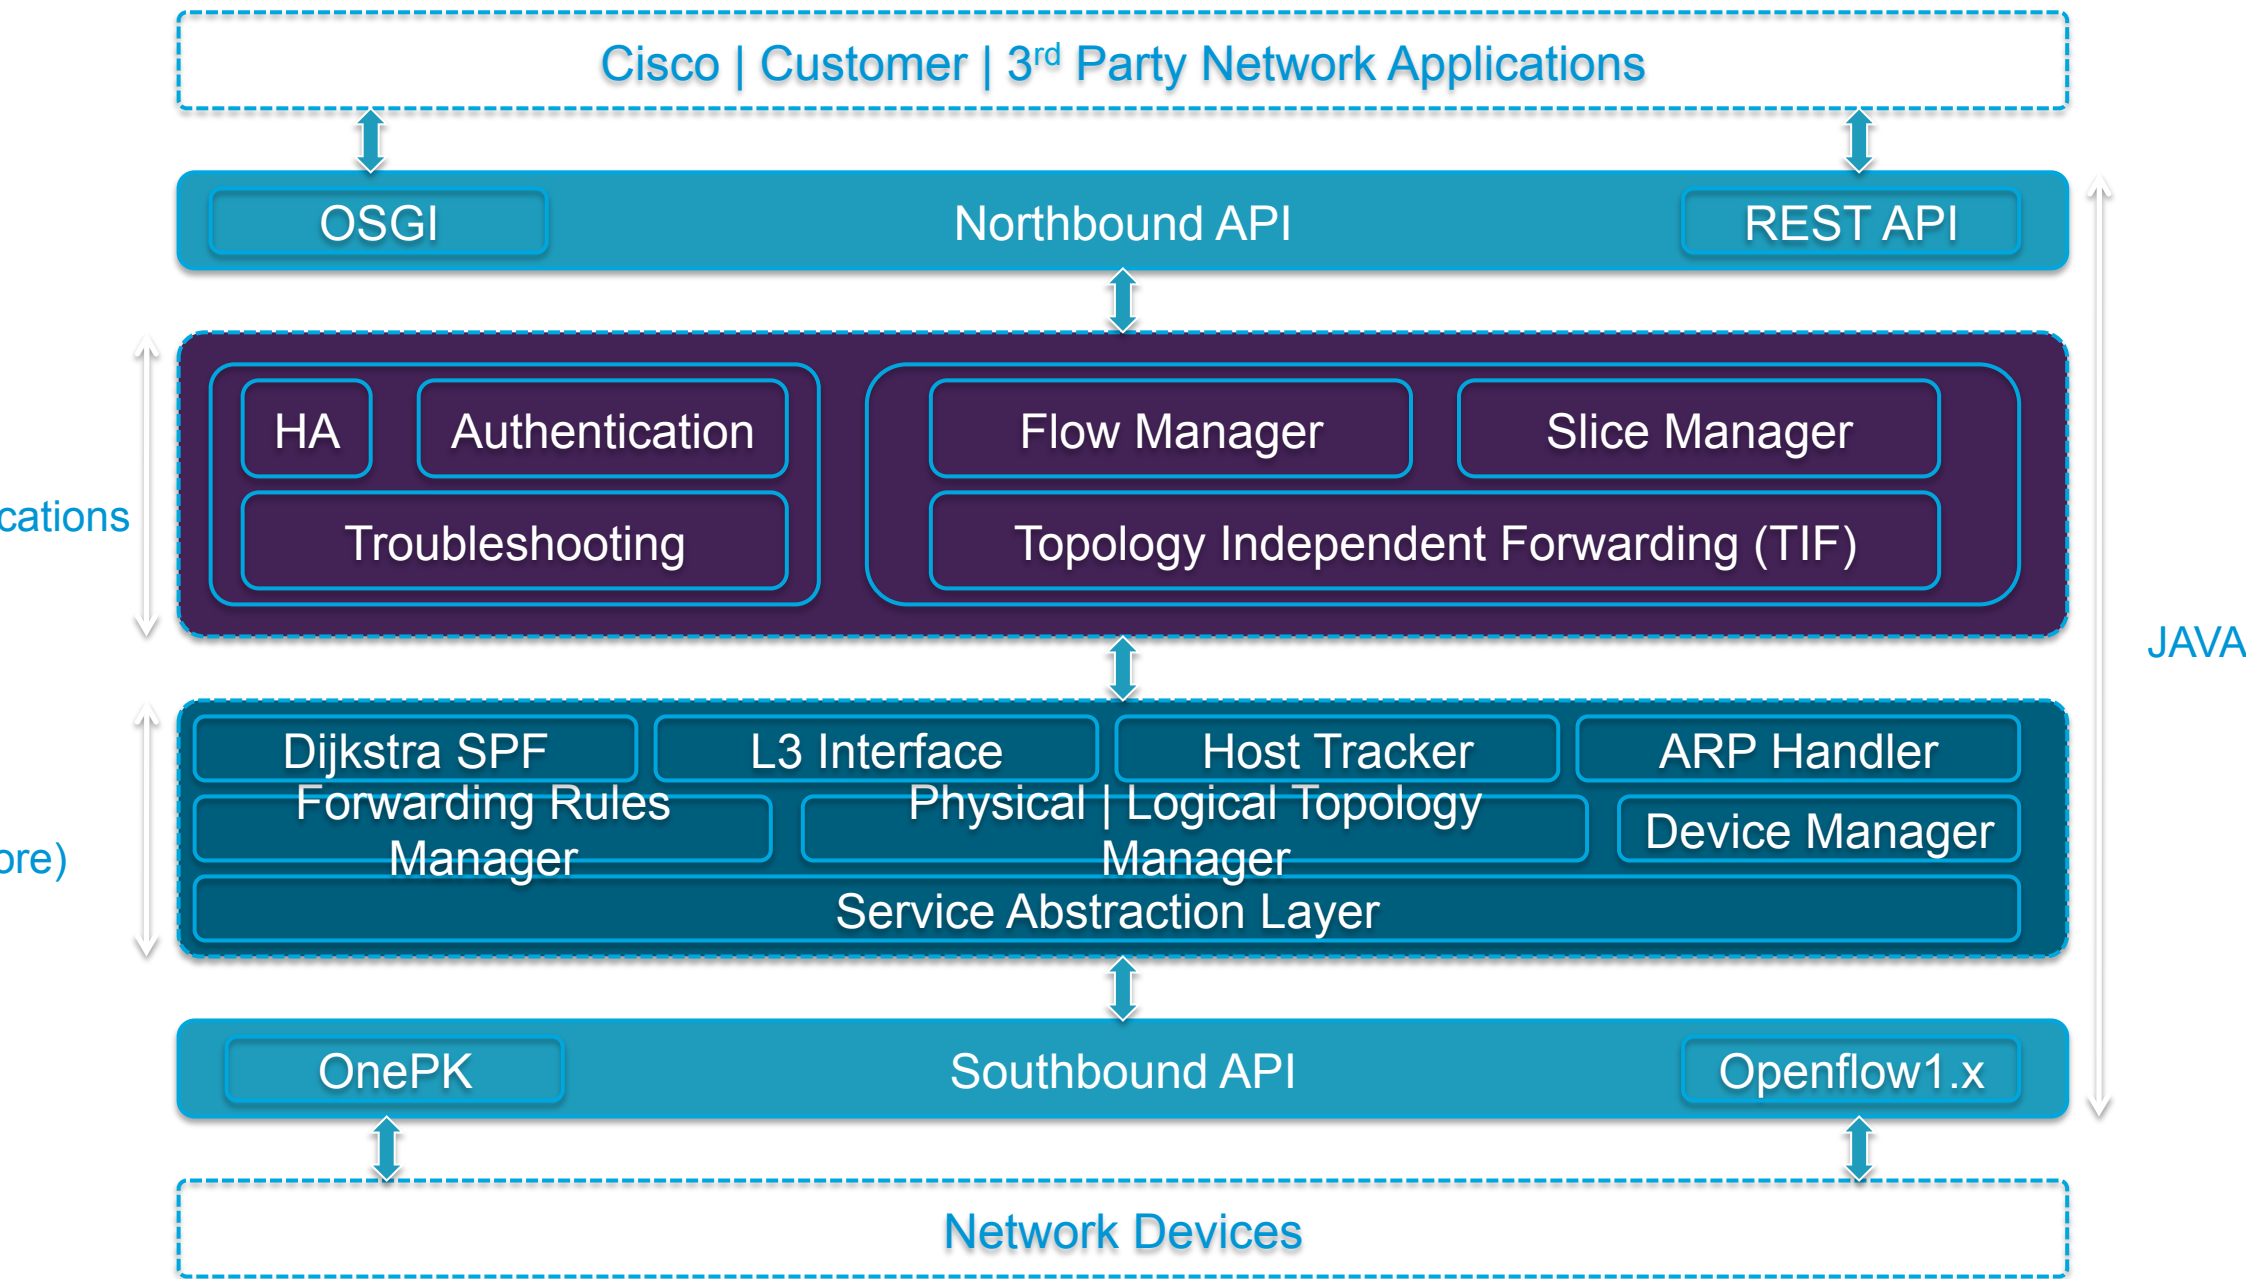 Cisco | Customer | 3rd Party Network Applications
OSGI
Northbound API
REST API
HA
Authentication
Flow Manager
Slice Manager
cations
Troubleshooting
Topology Independent Forwarding (TIF)
JAVA
Dijkstra SPF
L3 Interface
Host Tracker
ARP Handler
Forwarding Rules
Manager
Physical | Logical Topology
Manager
Device Manager
ore)
Service Abstraction Layer
OnePK
Southbound API
Openflow1.x
Network Devices